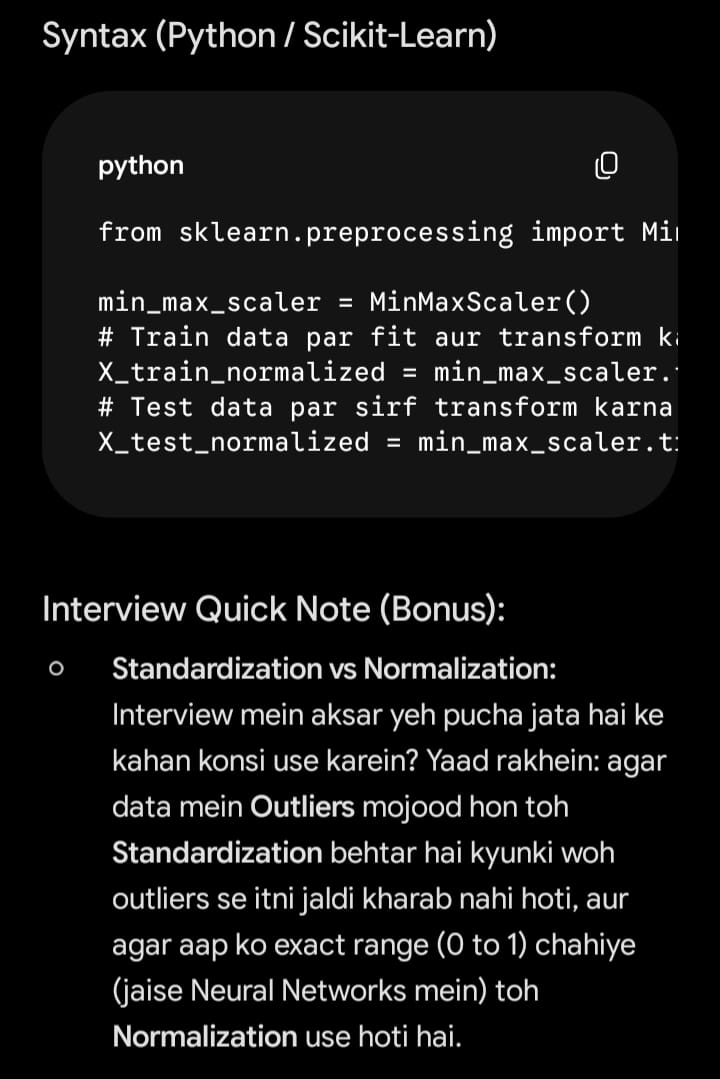 Syntax (Python / Scikit-Learn)
python
from sklearn.preprocessing import
min_max_scaler = MinMaxScaler()
# Train data par fit aur transform
X_train_normalized = min_max_scaler.
# Test data par sirf transform karna
X_test_normalized = min_max_scaler.
Interview Quick Note (Bonus):
Standardization vs Normalization:
Interview mein aksar yeh pucha jata hai ke
kahan konsi use karein? Yaad rakhein: agar
data mein Outliers mojood hon toh
Standardization behtar hai kyunki woh
outliers se itni jaldi kharab nahi hoti, aur
agar aap ko exact range (0 to 1) chahiye
(jaise Neural Networks mein) toh
Normalization use hoti hai.